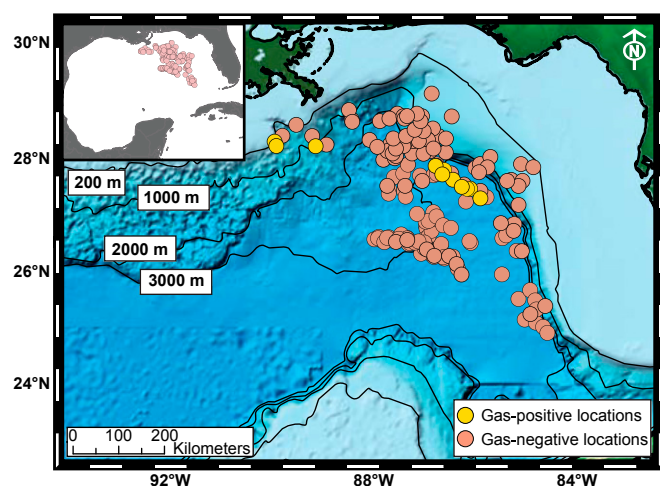 30°N
28°N
26°N
24°N
N
200 m
1000 m
2000 m
3000 m
Gas-positive locations
Gas-negative locations
0 100 200
Kilometers
92°W 88°W 84°W